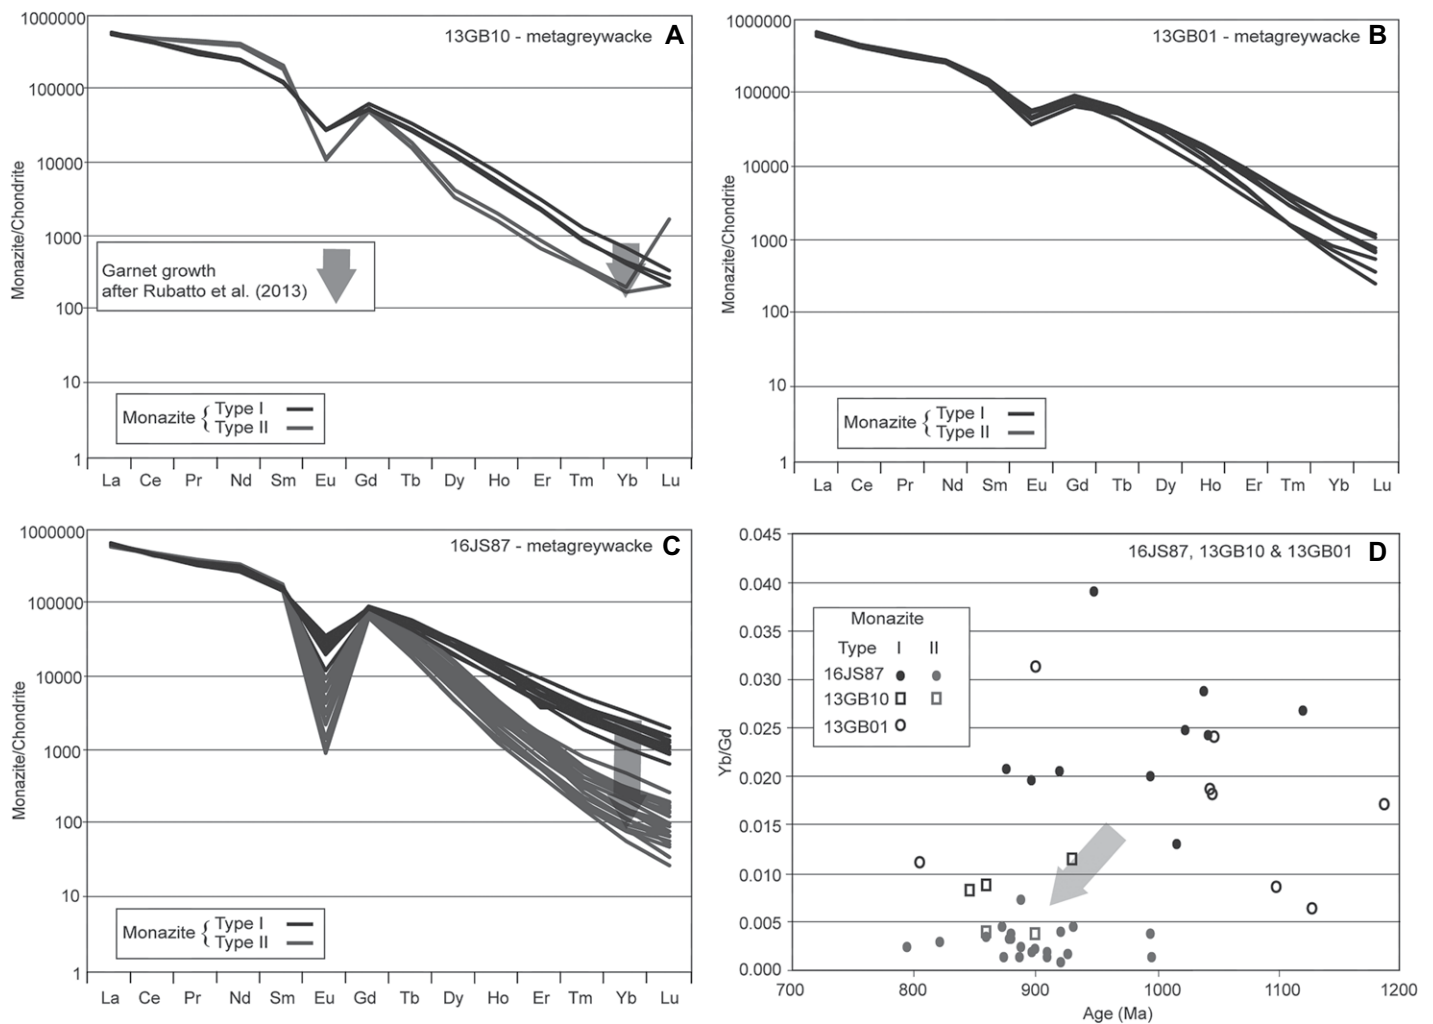 13GB10 - metagreywacke A
1000000
100000
10000
1000
100
10
1
Monazite/Chondrite
Garnet growth
after Rubatto et al. (2013)
Monazite { Type I
Type II
La Ce Pr Nd Sm Eu Gd Tb Dy Ho Er Tm Yb Lu
13GB01 - metagreywacke B
1000000
100000
10000
1000
100
10
1
Monazite/Chondrite
Monazite { Type I
Type II
La Ce Pr Nd Sm Eu Gd Tb Dy Ho Er Tm Yb Lu
16JS87 - metagreywacke C
1000000
100000
10000
1000
100
10
1
Monazite/Chondrite
Monazite { Type I
Type II
La Ce Pr Nd Sm Eu Gd Tb Dy Ho Er Tm Yb Lu
16JS87, 13GB10 & 13GB01 D
0.045
0.040
0.035
0.030
0.025
0.020
0.015
0.010
0.005
0.000
Yb/Gd
Monazite
Type I II
16JS87
13GB10
13GB01
700 800 900 1000 1100 1200
Age (Ma)